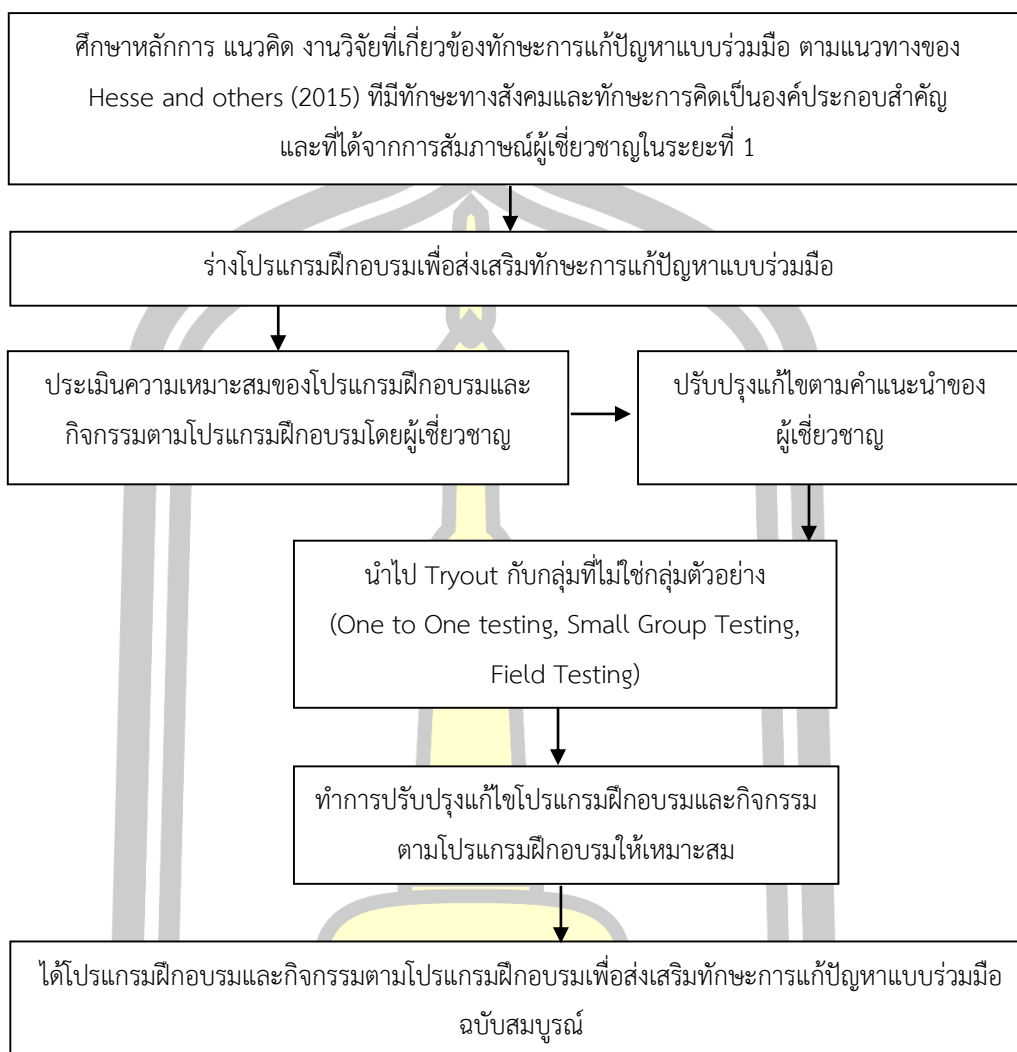 ศึกษาหลักการ แนวคิด งานวิจัยที่เกี่ยวข้องทักษะการแก้ปัญหาแบบร่วมมือ ตามแนวทางของ
Hesse and others (2015) ทีมีทักษะทางสังคมและทักษะการคิดเป็นองค์ประกอบสำคัญ
และที่ได้จากการสัมภาษณ์ผู้เชี่ยวชาญในระยะที่ 1
ร่างโปรแกรมฝึกอบรมเพื่อส่งเสริมทักษะการแก้ปัญหาแบบร่วมมือ
ประเมินความเหมาะสมของโปรแกรมฝึกอบรมและ
กิจกรรมตามโปรแกรมฝึกอบรมโดยผู้เชี่ยวชาญ
ปรับปรุงแก้ไขตามคำแนะนำของ
ผู้เชี่ยวชาญ
นำไป Tryout กับกลุ่มที่ไม่ใช่กลุ่มตัวอย่าง
(One to One testing, Small Group Testing,
Field Testing)
ทำการปรับปรุงแก้ไขโปรแกรมฝึกอบรมและกิจกรรม
ตามโปรแกรมฝึกอบรมให้เหมาะสม
ได้โปรแกรมฝึกอบรมและกิจกรรมตามโปรแกรมฝึกอบรมเพื่อส่งเสริมทักษะการแก้ปัญหาแบบร่วมมือ
ฉบับสมบูรณ์